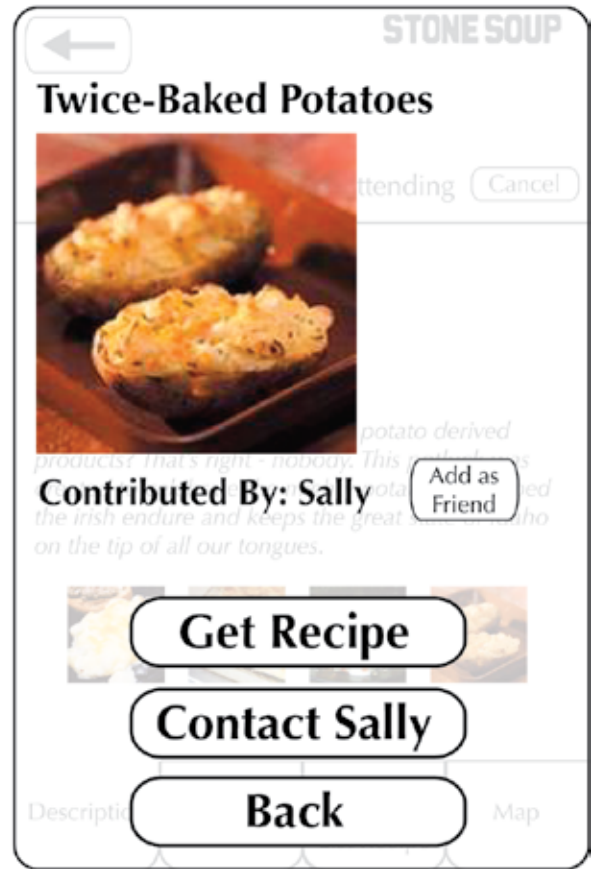 STONE SOUP
Twice-Baked Potatoes
ttending
Cancel
potato derived
products? That's right - nobody. This
the irish endure and keeps the great
on the tip of all our tongues.
Contributed By: Sally
Add as
Friend
Get Recipe
Contact Sally
Back
Descriptio
Map